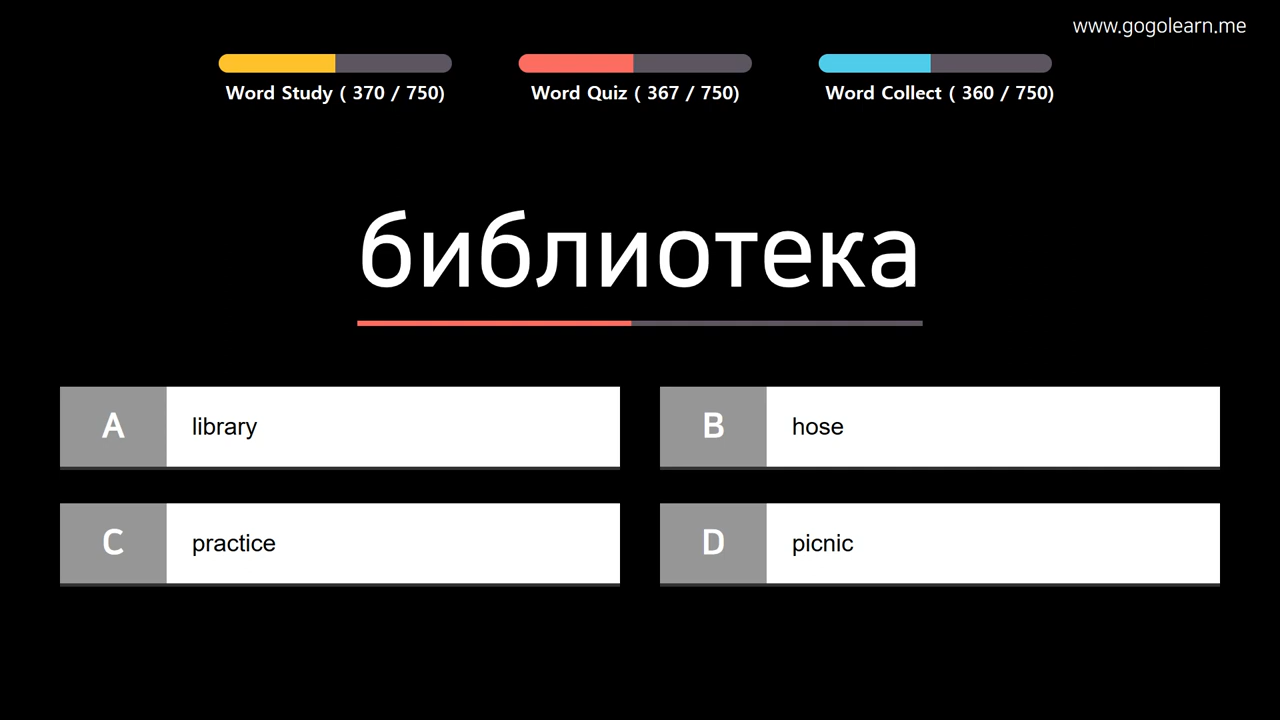 www.gogolearn.me
Word Study ( 370 / 750)
Word Quiz ( 367 / 750)
Word Collect ( 360 / 750)
библиотека
A library
B hose
C practice
D picnic